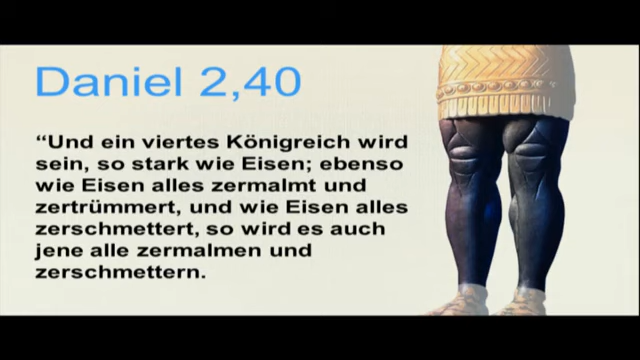 Daniel 2,40
“Und ein viertes Königreich wird
sein, so stark wie Eisen; ebenso
wie Eisen alles zermalmt und
zertrümmert, und wie Eisen alles
zerschmettert, so wird es auch
jene alle zermalmen und
zerschmettern.